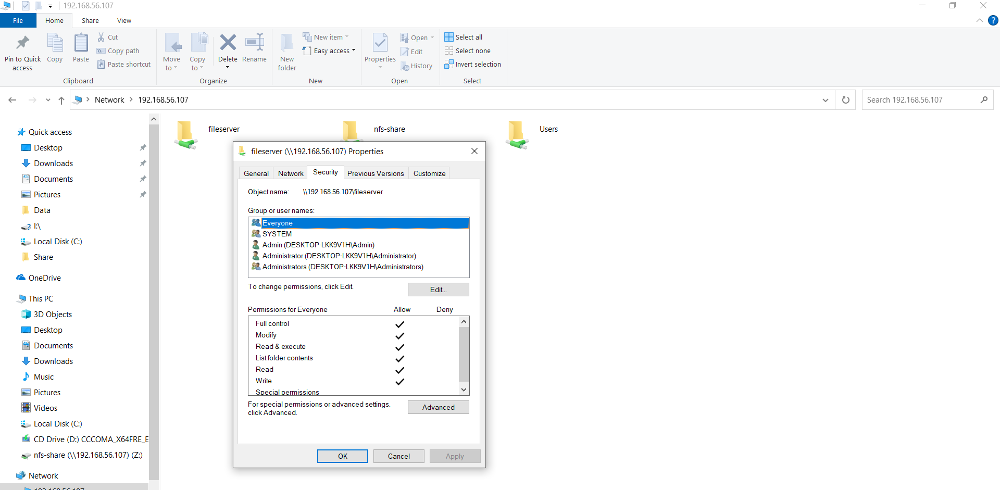 192.168.56.107
File
Home
Share
View
?
Pin to Quick
access
Copy
Paste
Cut
Copy path
Paste shortcut
Clipboard
Move
to
Copy
to
Delete
Rename
Organize
New
folder
New item
Easy access
New
Properties
Open
Edit
History
Open
Select all
Select none
Invert selection
Select
Network
192.168.56.107
Search 192.168.56.107
Quick access
Desktop
Downloads
Documents
Pictures
Data
I:\
Local Disk (C:)
Share
OneDrive
This PC
3D Objects
Desktop
Documents
Downloads
Music
Pictures
Videos
Local Disk (C:)
CD Drive (D:) CCCOMA_X64FRE_E
nfs-share (\\192.168.56.107) (Z:)
Network
192.168.56.107
fileserver
nfs-share
Users
fileserver (\\192.168.56.107) Properties
General
Network
Security
Previous Versions
Customize
Object name: \\192.168.56.107\fileserver
Group or user names:
Everyone
SYSTEM
Admin (DESKTOP-LKK9V1H\Admin)
Administrator (DESKTOP-LKK9V1H\Administrator)
Administrators (DESKTOP-LKK9V1H\Administrators)
To change permissions, click Edit.
Edit...
Permissions for Everyone Allow Deny
Full control
Modify
Read & execute
List folder contents
Read
Write
Special permissions
For special permissions or advanced settings,
click Advanced.
Advanced
OK
Cancel
Apply